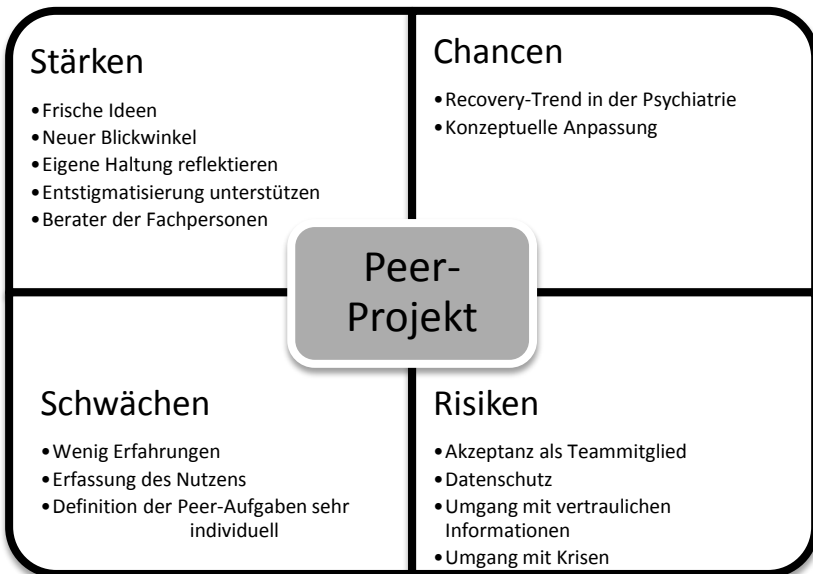 Stärken
•Frische Ideen
•Neuer Blickwinkel
•Eigene Haltung reflektieren
•Entstigmatisierung unterstützen
•Berater der Fachpersonen
Chancen
•Recovery-Trend in der Psychiatrie
•Konzeptuelle Anpassung
Peer-
Projekt
Schwächen
•Wenig Erfahrungen
•Erfassung des Nutzens
•Definition der Peer-Aufgaben sehr
individuell
Risiken
•Akzeptanz als Teammitglied
•Datenschutz
•Umgang mit vertraulichen
Informationen
•Umgang mit Krisen